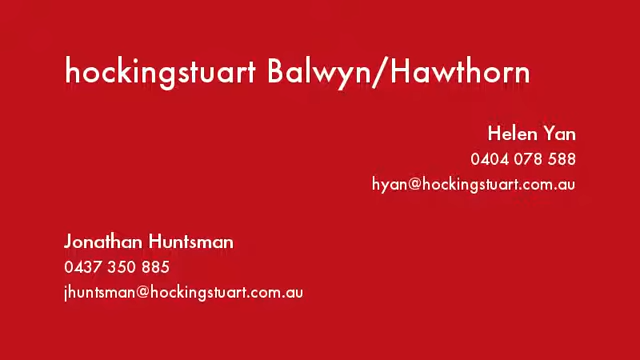 hockingstuart Balwyn/Hawthorn
Helen Yan
0404 078 588
hyan@hockingstuart.com.au
Jonathan Huntsman
0437 350 885
jhuntsman@hockingstuart.com.au